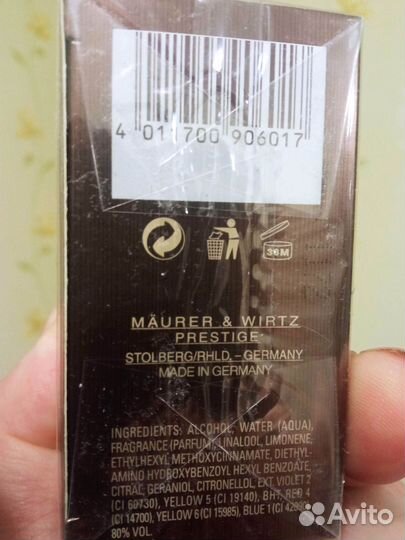 4 011700 906017
36M
MÄURER & WIRTZ
PRESTIGE
STOLBERG/RHLD. – GERMANY
MADE IN GERMANY
INGREDIENTS: ALCOHOL, WATER (AQUA),
FRAGRANCE (PARFUM), LINALOOL, LIMONENE,
ETHYLHEXYL METHOXYCINNAMATE, DIETHYL-
AMINO HYDROXYBENZOYL HEXYL BENZOATE,
CITRAL, GERANIOL, CITRONELLOL, EXT. VIOLET 2
(CI 60730), YELLOW 5 (CI 19140), BHT, RED 4
(CI 14700), YELLOW 6 (CI 15985), BLUE 1 (CI
80% VOL.
Avito